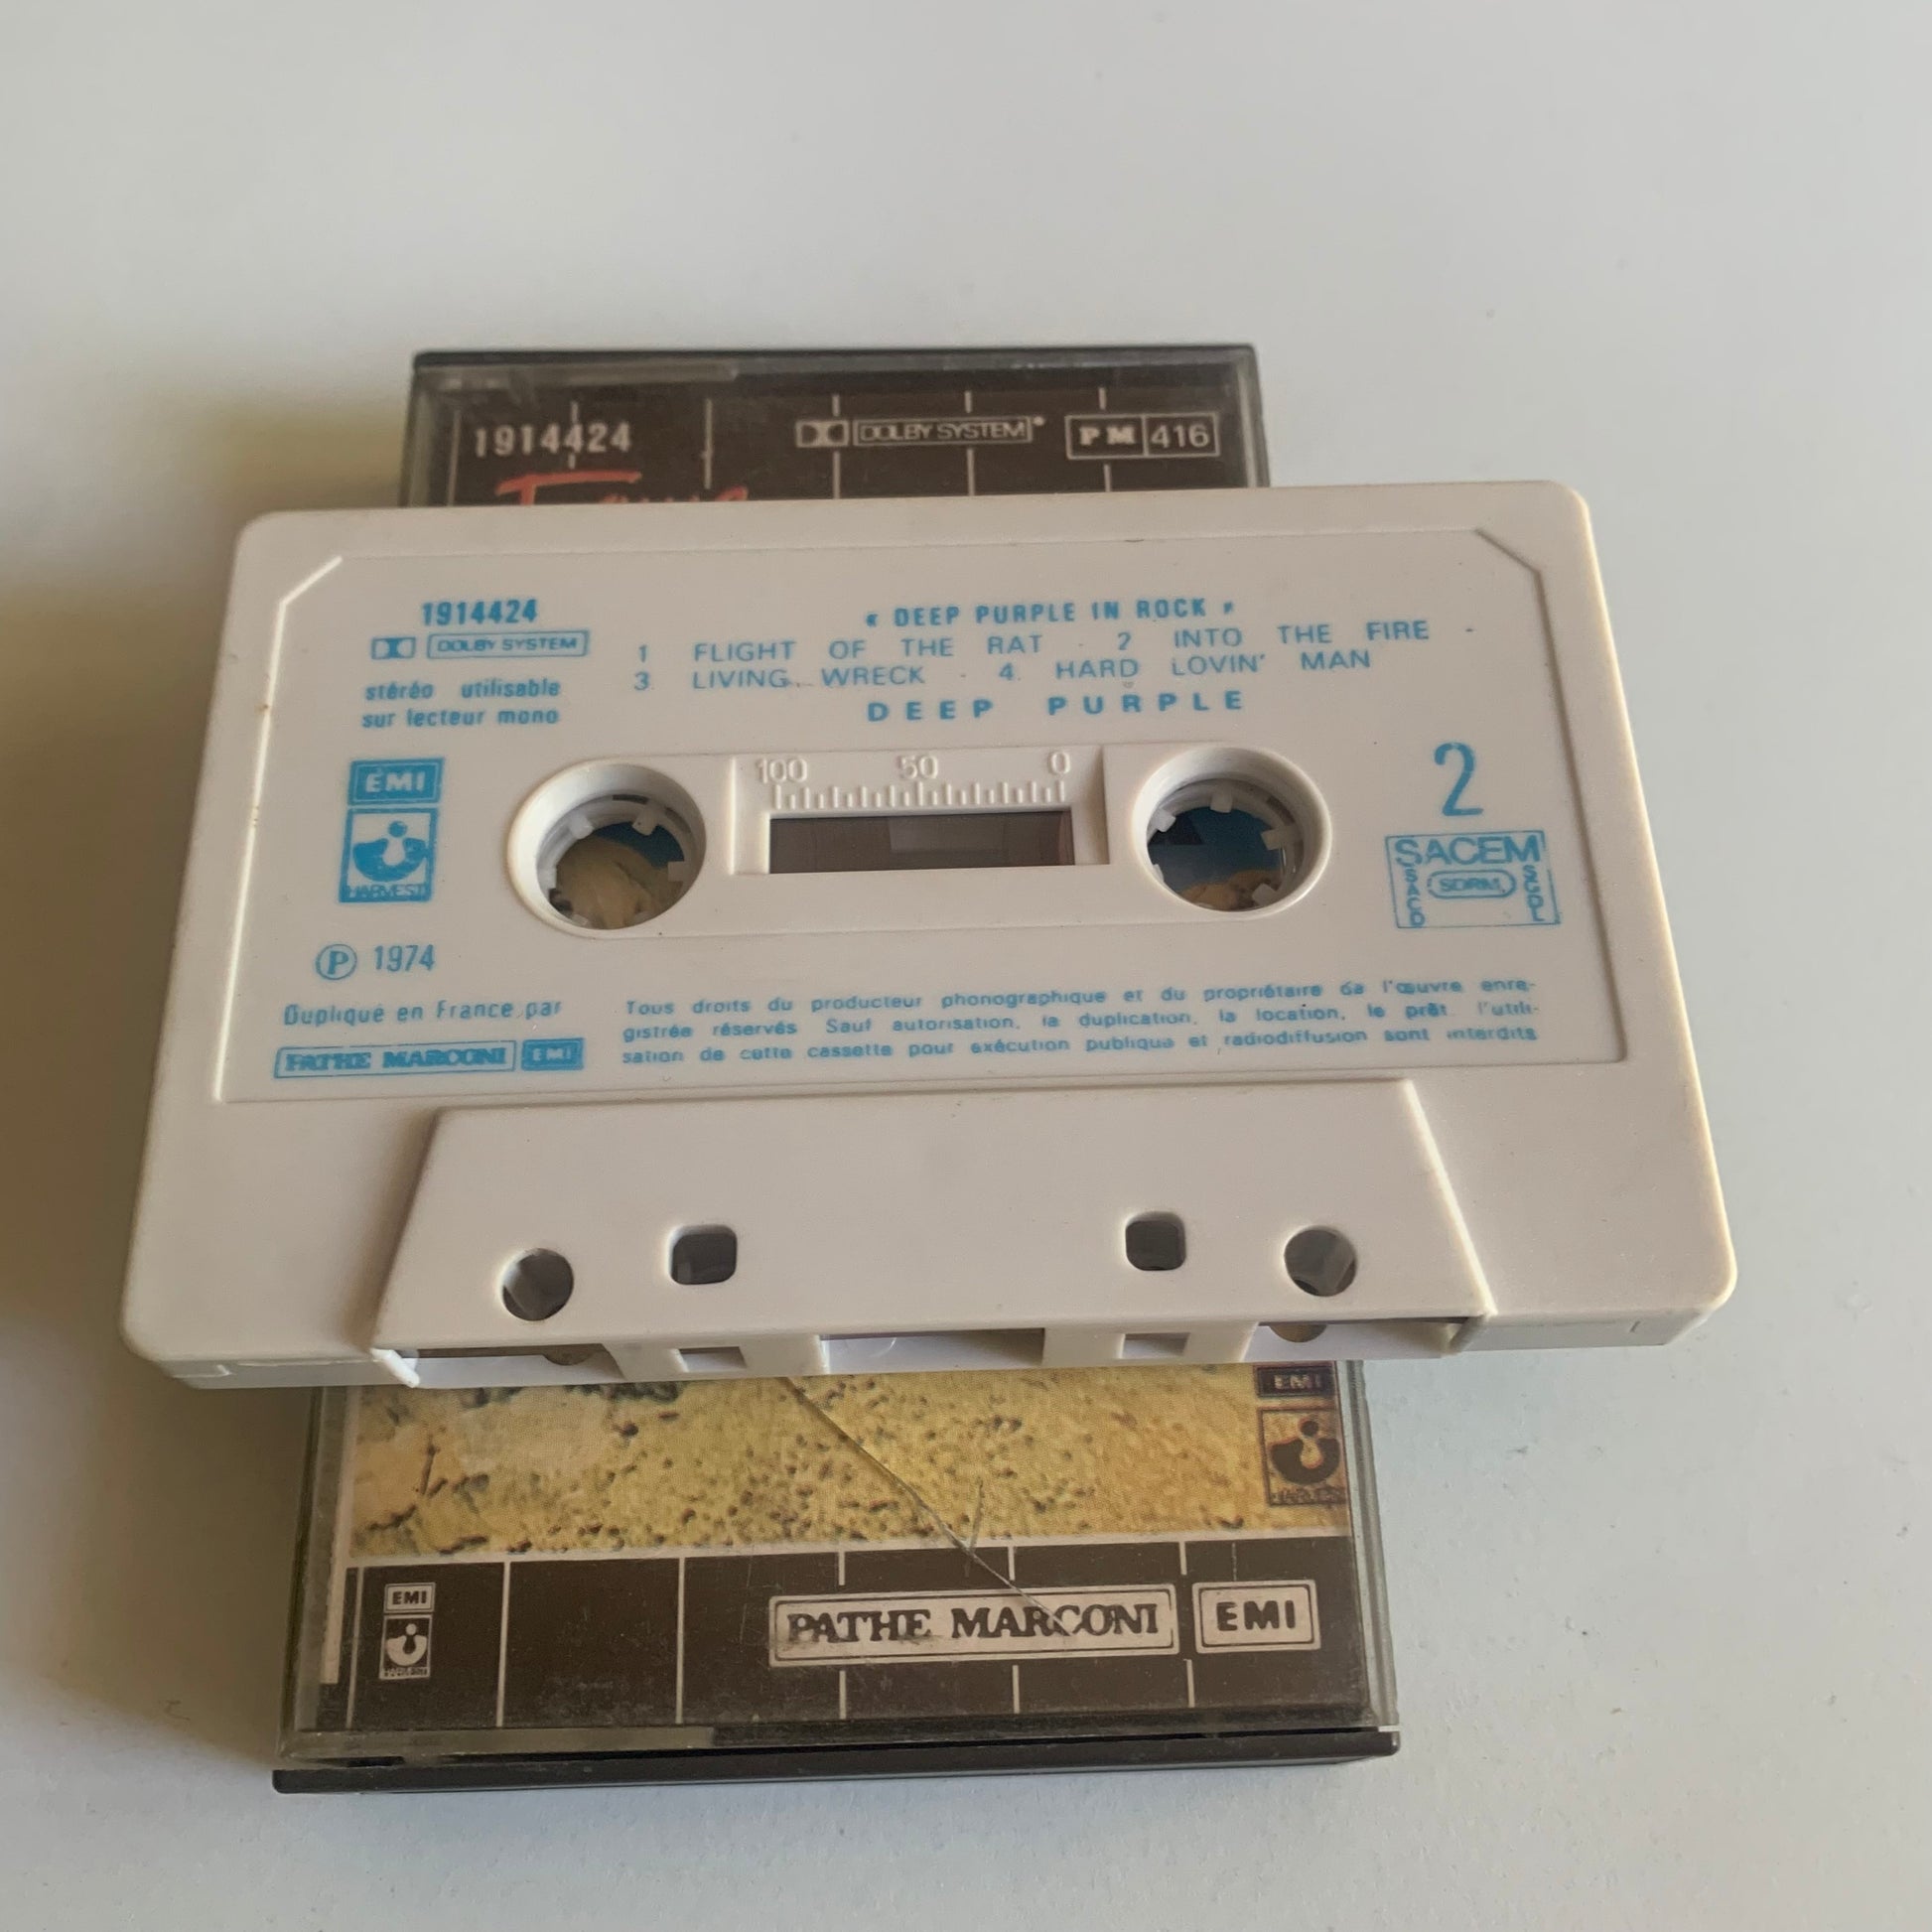 1914424
DOLBY SYSTEM
PM 416
1914424
DOLBY SYSTEM
stéréo utilisable
sur lecteur mono
« DEEP PURPLE IN ROCK »
1 FLIGHT OF THE RAT - 2 INTO THE FIRE -
3 LIVING WRECK - 4 HARD LOVIN' MAN
DEEP PURPLE
100 50 0
EMI
HARVEST
2
SACEM
SACD SDRM SGDL
Ⓟ 1974
Dupliqué en France par
PATHE MARCONI EMI
Tous droits du producteur phonographique et du propriétaire de l'œuvre enre-
gistrée réservés Sauf autorisation, la duplication, la location, le prêt l'utili-
sation de cette cassette pour exécution publique et radiodiffusion sont interdits
EMI
HARVEST
EMI
HARVEST
PATHE MARCONI EMI